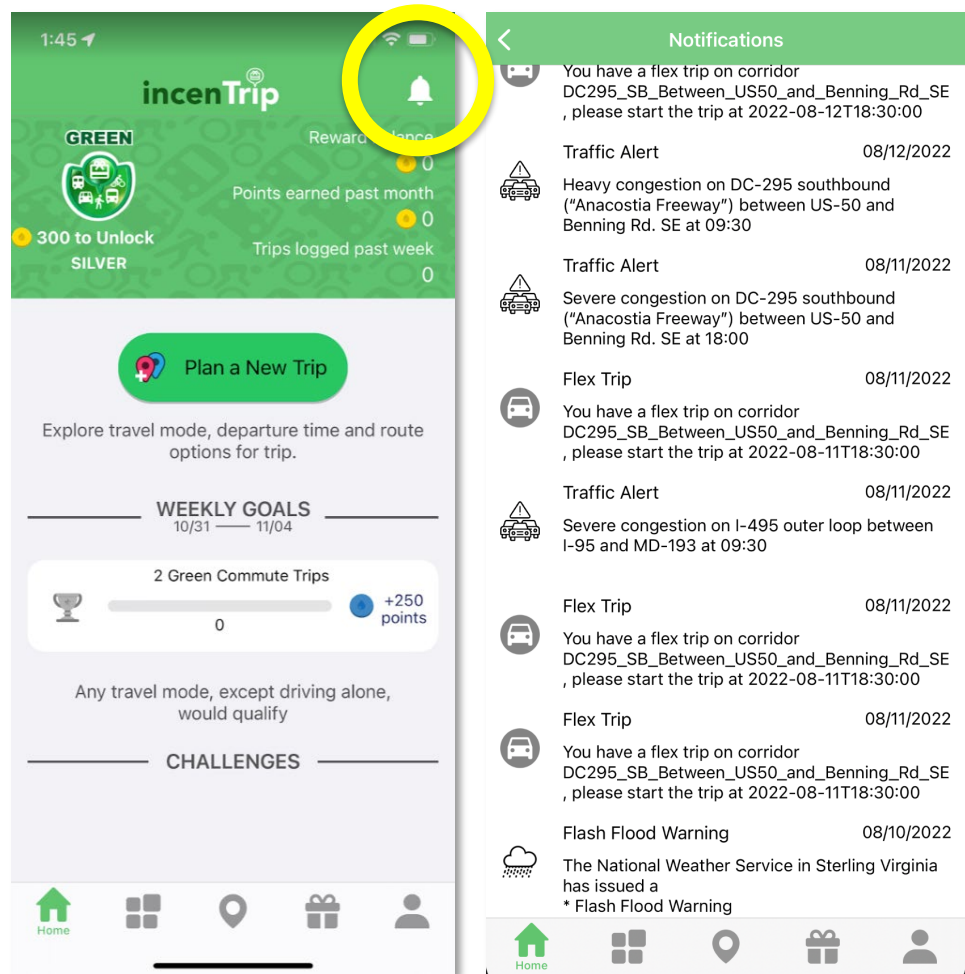 1:45
incenTrip
GREEN
Reward balance
0
Points earned past month
0
300 to Unlock
SILVER
Trips logged past week
0
Plan a New Trip
Explore travel mode, departure time and route
options for trip.
WEEKLY GOALS
10/31 —— 11/04
2 Green Commute Trips
0
+250
points
Any travel mode, except driving alone,
would qualify
CHALLENGES
Home
Notifications
You have a flex trip on corridor
DC295_SB_Between_US50_and_Benning_Rd_SE
, please start the trip at 2022-08-12T18:30:00
Traffic Alert 08/12/2022
Heavy congestion on DC-295 southbound
(“Anacostia Freeway”) between US-50 and
Benning Rd. SE at 09:30
Traffic Alert 08/11/2022
Severe congestion on DC-295 southbound
(“Anacostia Freeway”) between US-50 and
Benning Rd. SE at 18:00
Flex Trip 08/11/2022
You have a flex trip on corridor
DC295_SB_Between_US50_and_Benning_Rd_SE
, please start the trip at 2022-08-11T18:30:00
Traffic Alert 08/11/2022
Severe congestion on I-495 outer loop between
I-95 and MD-193 at 09:30
Flex Trip 08/11/2022
You have a flex trip on corridor
DC295_SB_Between_US50_and_Benning_Rd_SE
, please start the trip at 2022-08-11T18:30:00
Flex Trip 08/11/2022
You have a flex trip on corridor
DC295_SB_Between_US50_and_Benning_Rd_SE
, please start the trip at 2022-08-11T18:30:00
Flash Flood Warning 08/10/2022
The National Weather Service in Sterling Virginia
has issued a
* Flash Flood Warning
Home